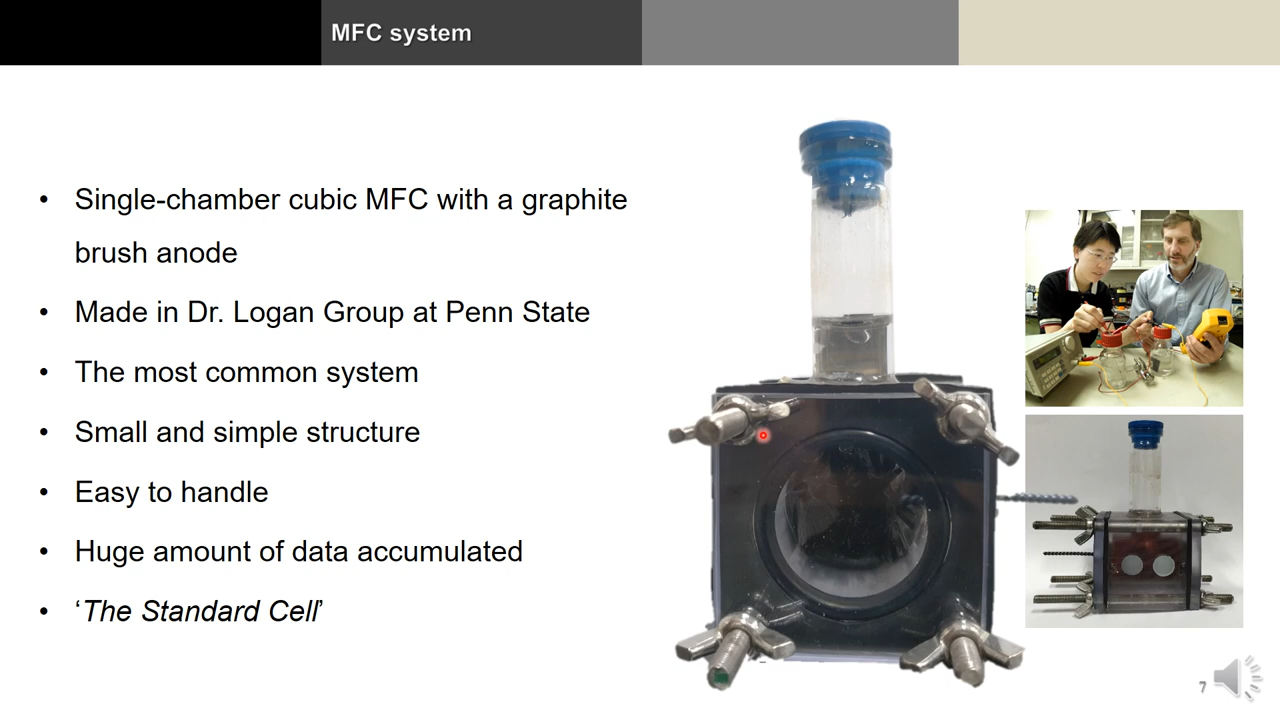 MFC system
• Single-chamber cubic MFC with a graphite
brush anode
• Made in Dr. Logan Group at Penn State
• The most common system
• Small and simple structure
• Easy to handle
• Huge amount of data accumulated
• ‘The Standard Cell’
7